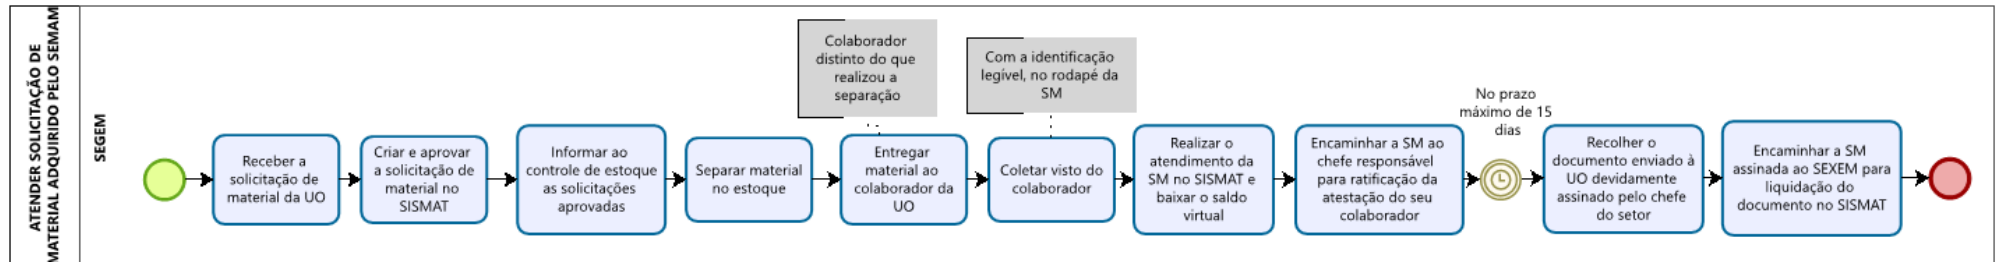 ATENDER SOLICITAÇÃO DE
MATERIAL ADQUIRIDO PELO SEMAM
SEGEM
Receber a
solicitação de
material da UO
Criar e aprovar
a solicitação de
material no
SISMAT
Informar ao
controle de estoque
as solicitações
aprovadas
Separar material
no estoque
Colaborador
distinto do que
realizou a
separação
Entregar
material ao
colaborador da
UO
Com a identificação
legível, no rodapé da
SM
Coletar visto do
colaborador
Realizar o
atendimento da
SM no SISMAT e
baixar o saldo
virtual
Encaminhar a SM ao
chefe responsável
para ratificação da
atestação do seu
colaborador
No prazo
máximo de 15
dias
Recolher o
documento enviado à
UO devidamente
assinado pelo chefe
do setor
Encaminhar a SM
assinada ao SEXEM para
liquidação do
documento no SISMAT